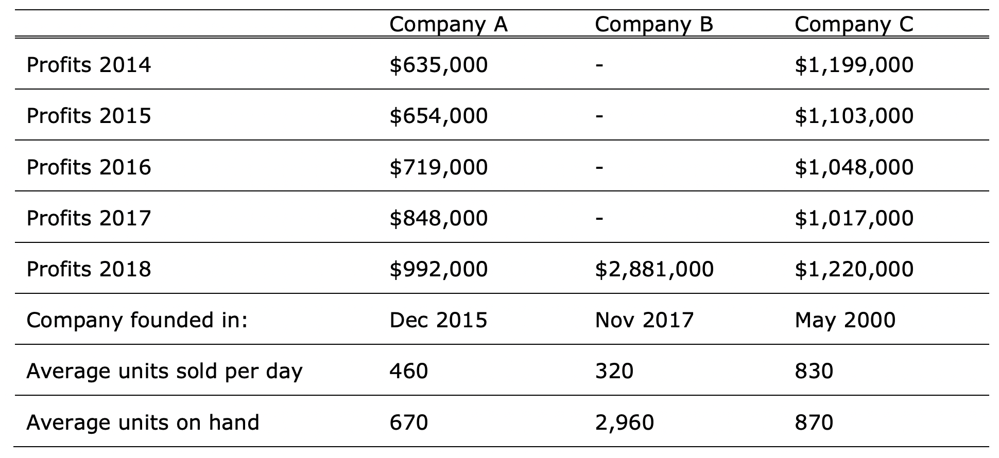 Company A Company B Company C
Profits 2014 $635,000 - $1,199,000
Profits 2015 $654,000 - $1,103,000
Profits 2016 $719,000 - $1,048,000
Profits 2017 $848,000 - $1,017,000
Profits 2018 $992,000 $2,881,000 $1,220,000
Company founded in: Dec 2015 Nov 2017 May 2000
Average units sold per day 460 320 830
Average units on hand 670 2,960 870